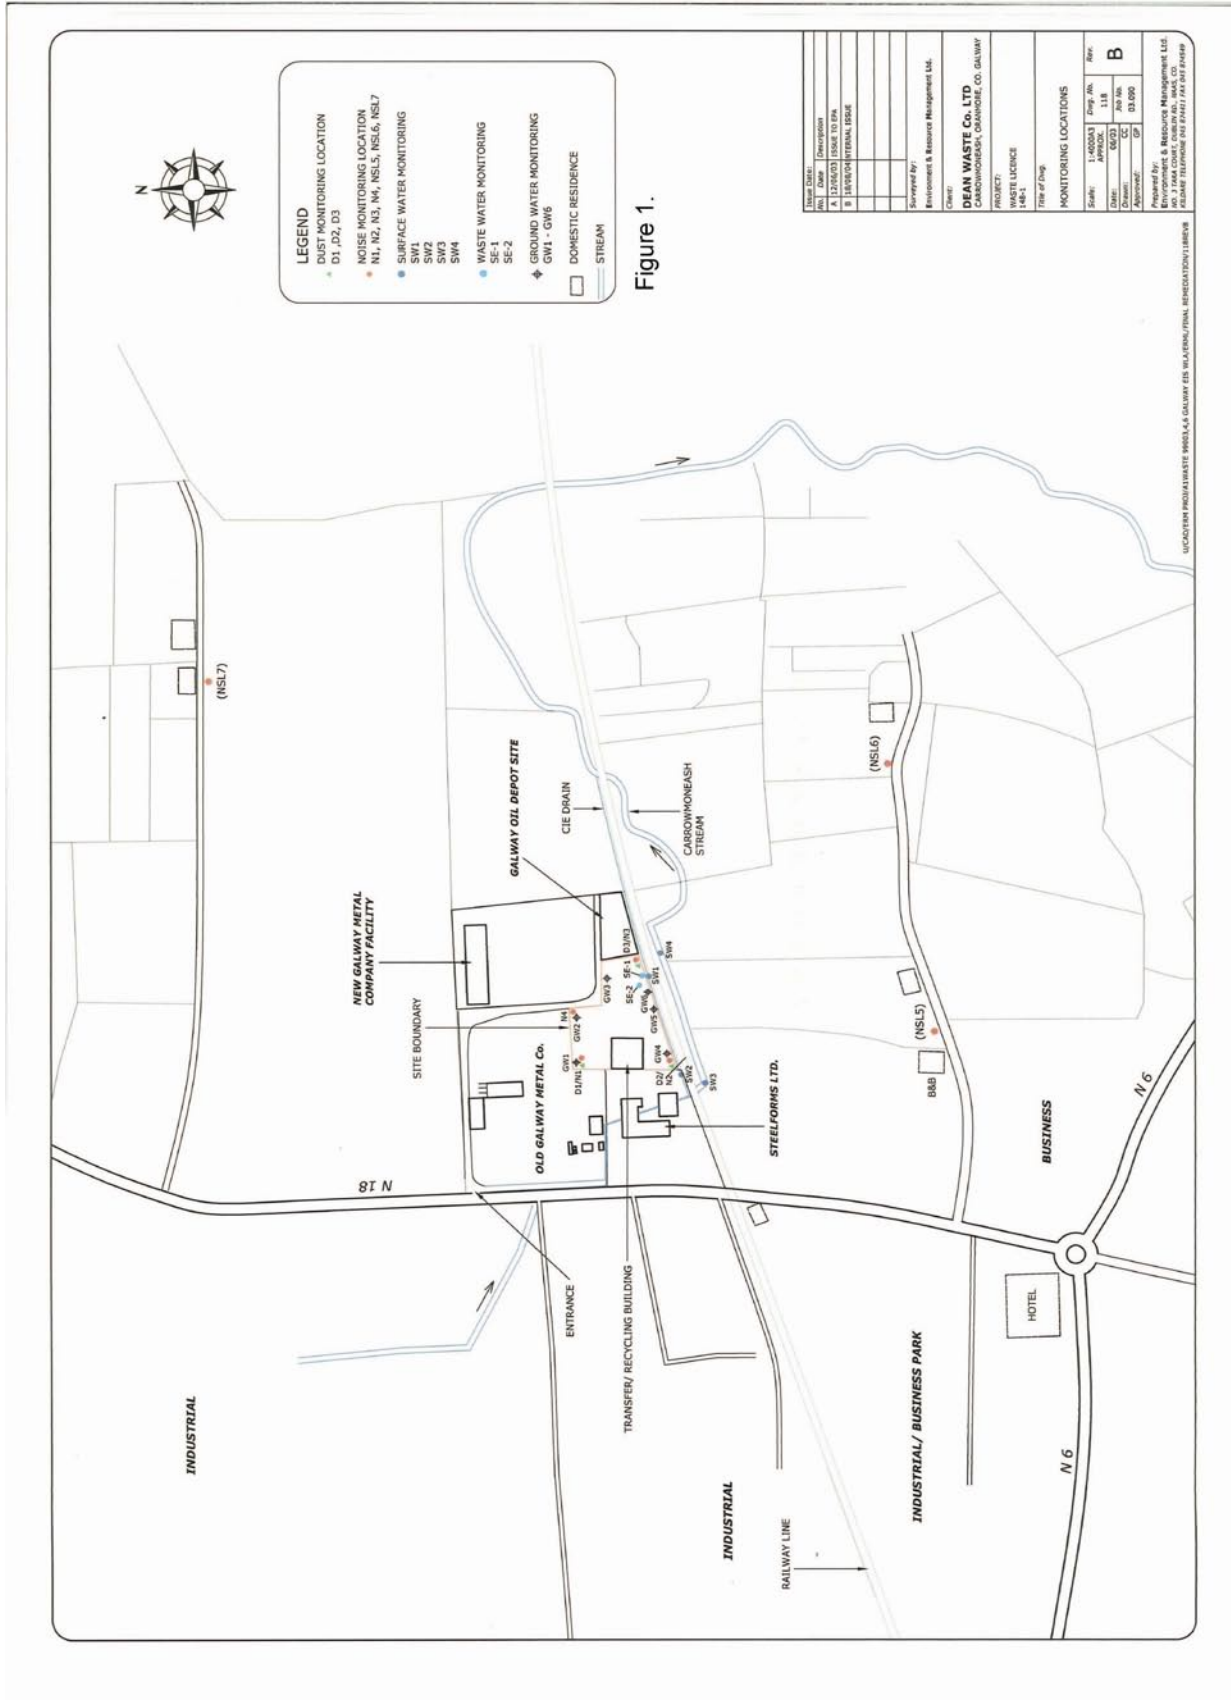 N
LEGEND
DUST MONITORING LOCATION
D1 ,D2, D3
NOISE MONITORING LOCATION
N1, N2, N3, N4, NSL5, NSL6, NSL7
SURFACE WATER MONITORING
SW1
SW2
SW3
SW4
WASTE WATER MONITORING
SE-1
SE-2
GROUND WATER MONITORING
GW1 - GW6
DOMESTIC RESIDENCE
STREAM
Figure 1.
INDUSTRIAL
N 18
(NSL7)
NEW GALWAY METAL
COMPANY FACILITY
SITE BOUNDARY
GALWAY OIL DEPOT SITE
CIE DRAIN
CARROWMONEASH
STREAM
OLD GALWAY METAL Co.
ENTRANCE
N4
GW2
GW1
D1/N1
GW3
D3/N3
SE-1
SE-2
SW1
GW6
GW5
SW4
GW4
D2/
N2
SW2
SW3
TRANSFER/ RECYCLING BUILDING
STEELFORMS LTD.
INDUSTRIAL
RAILWAY LINE
(NSL6)
(NSL5)
B&B
BUSINESS
N 6
HOTEL
INDUSTRIAL/ BUSINESS PARK
N 6
Issue Date:
No. Date Description
A 12/06/03 ISSUE TO EPA
B 18/08/04 INTERNAL ISSUE
Surveyed by:
Environment & Resource Management Ltd.
Client:
DEAN WASTE Co. LTD
CARROWMONEASH, ORANMORE, CO. GALWAY
PROJECT:
WASTE LICENCE
148-1
Title of Dwg.
MONITORING LOCATIONS
Scale: 1:4000A3 APPROX.
Dwg. No. 118
Rev. B
Date: 06/03
Job No. 03.090
Drawn: CC
Approved: GP
Prepared by:
Environment & Resource Management Ltd.